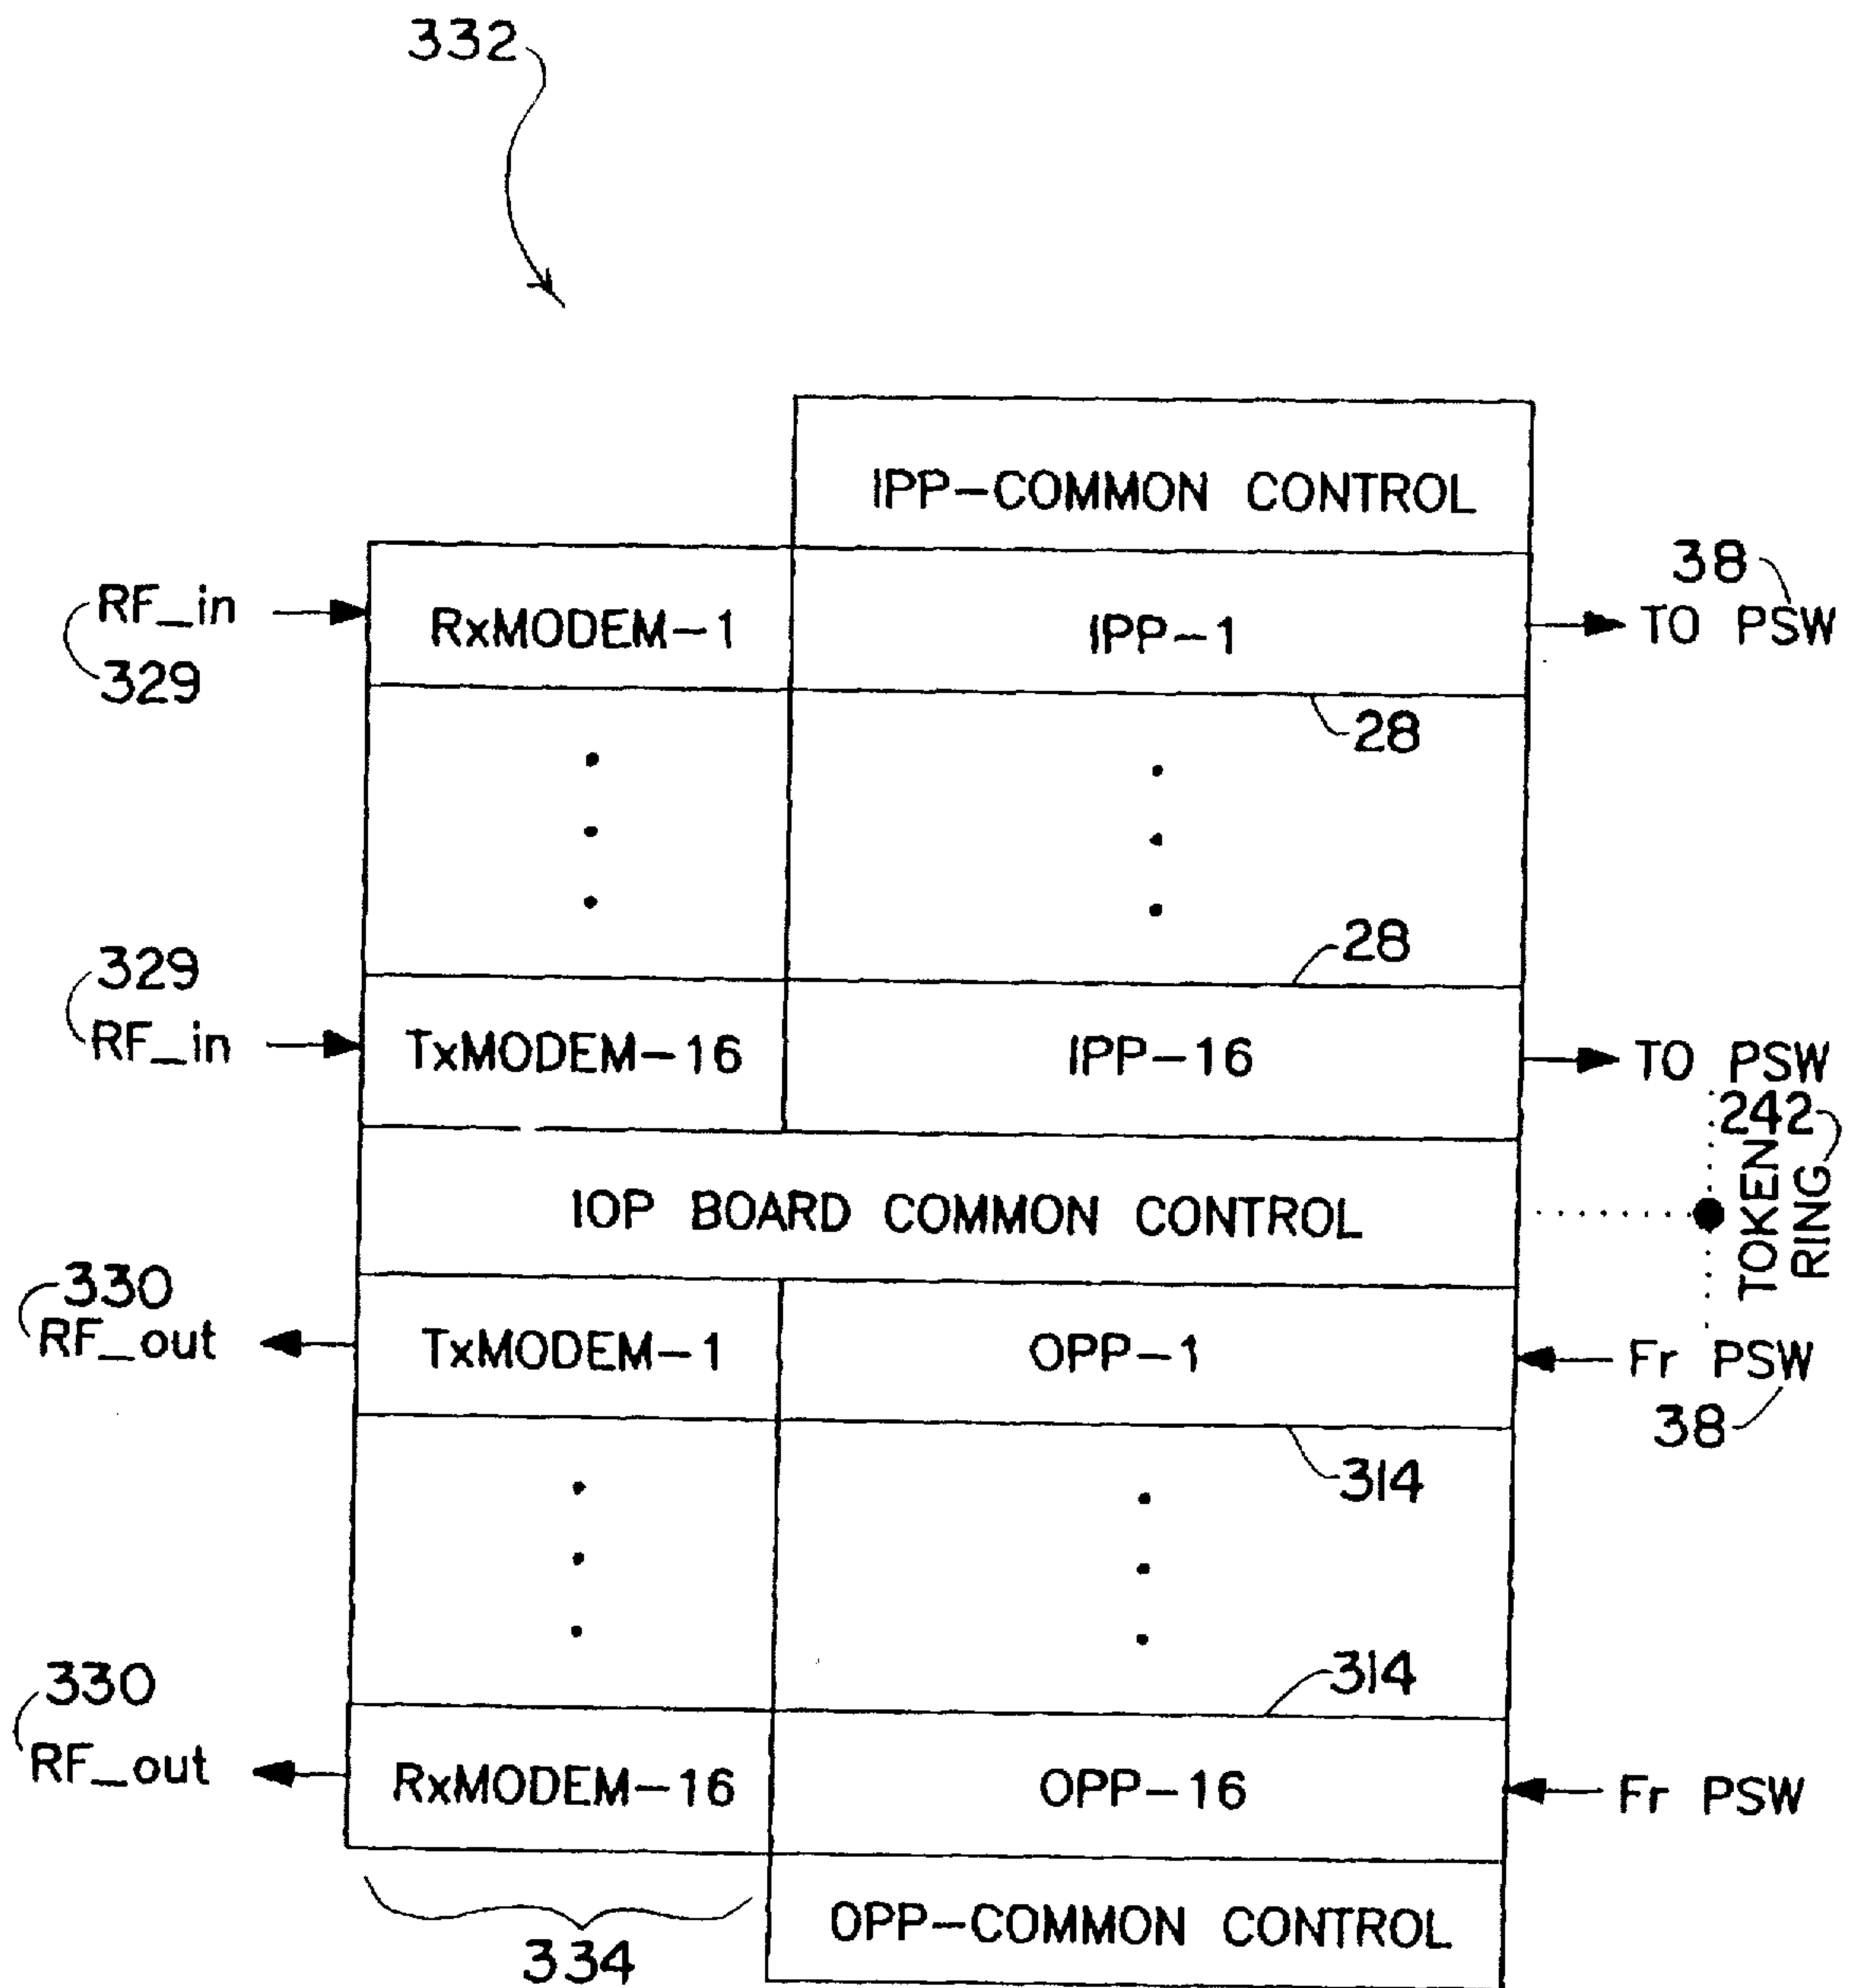 332
IPP-COMMON CONTROL
RF_in
329
RxMODEM-1
IPP-1
38
TO PSW
28
28
329
RF_in
TxMODEM-16
IPP-16
TO PSW
242
TOKEN
RING
IOP BOARD COMMON CONTROL
330
RF_out
TxMODEM-1
OPP-1
Fr PSW
38
314
314
330
RF_out
RxMODEM-16
OPP-16
Fr PSW
334
OPP-COMMON CONTROL